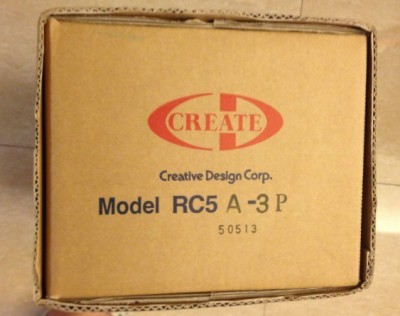 CREATE
Creative Design Corp.
Model RC5 A -3 P
50513